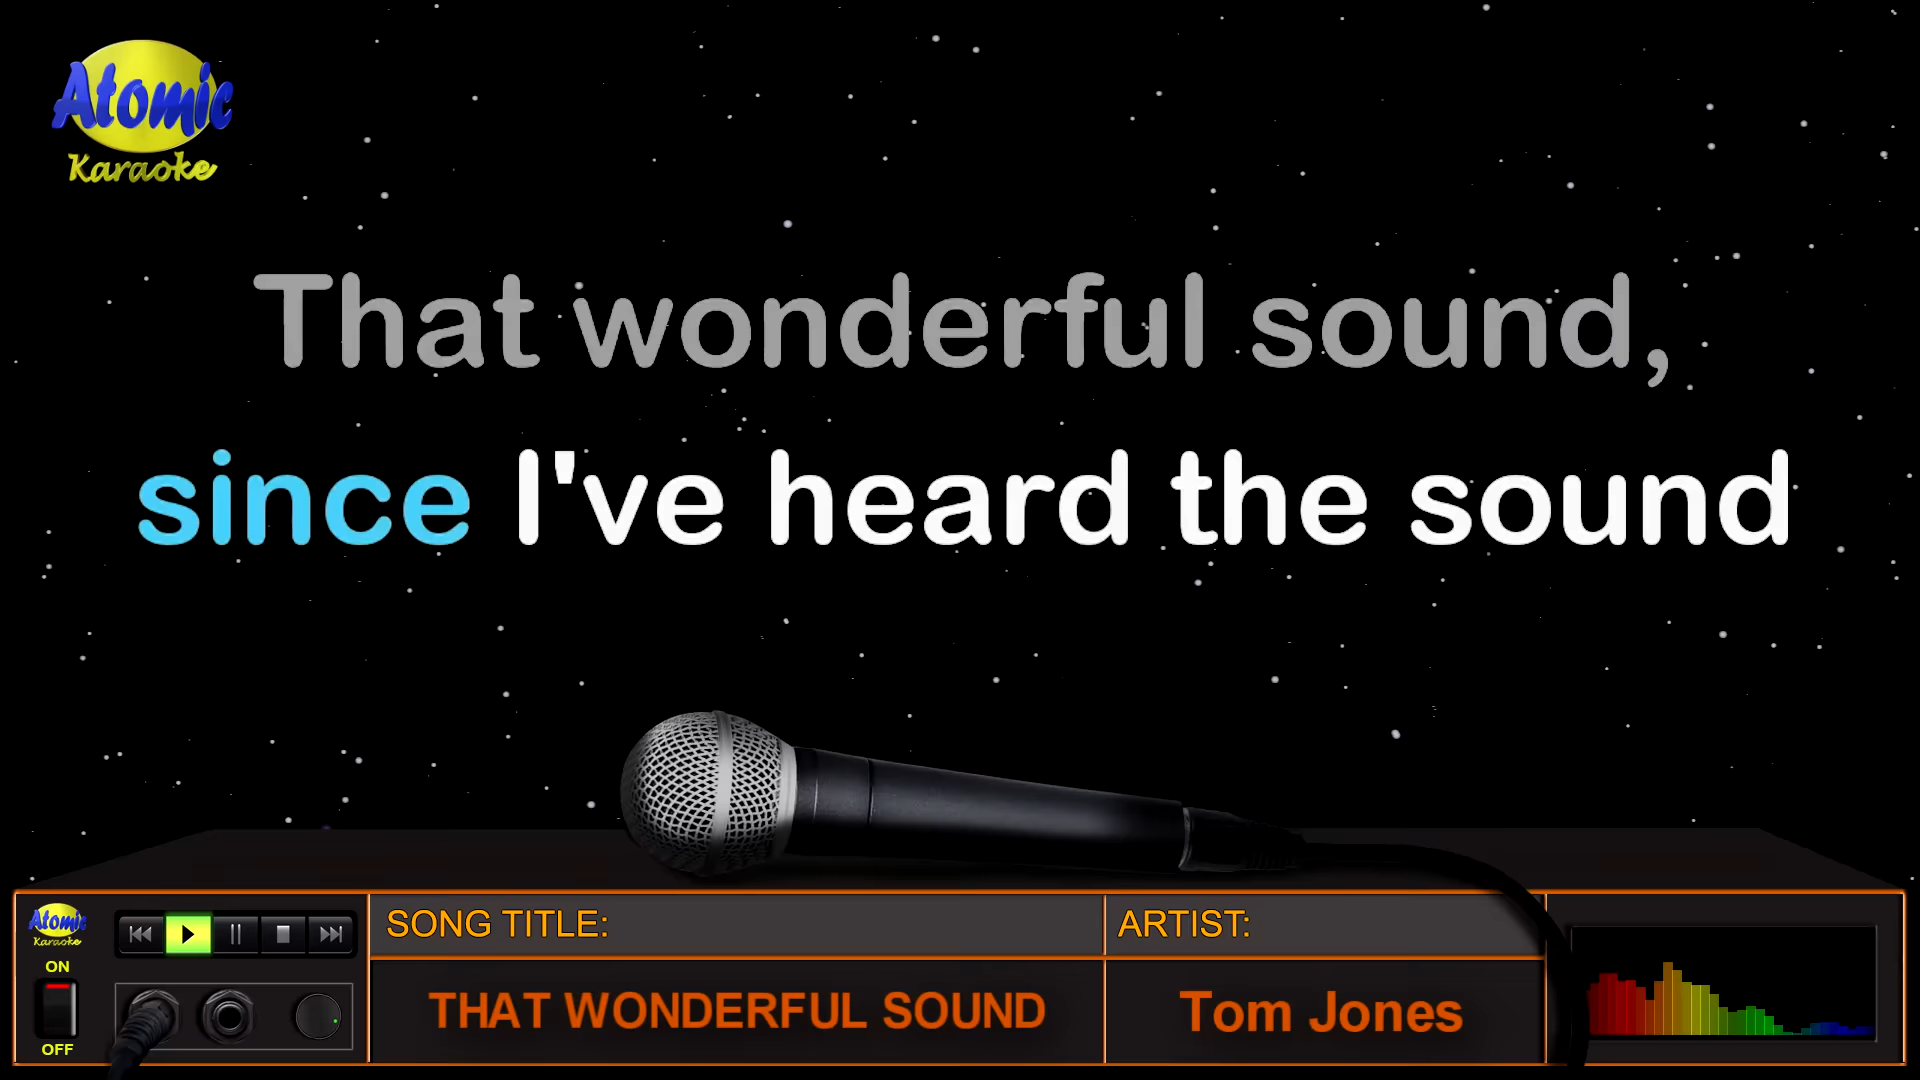 Atomic
Karaoke
That wonderful sound,
since I've heard the sound
Atomic
Karaoke
ON
OFF
SONG TITLE:
THAT WONDERFUL SOUND
ARTIST:
Tom Jones